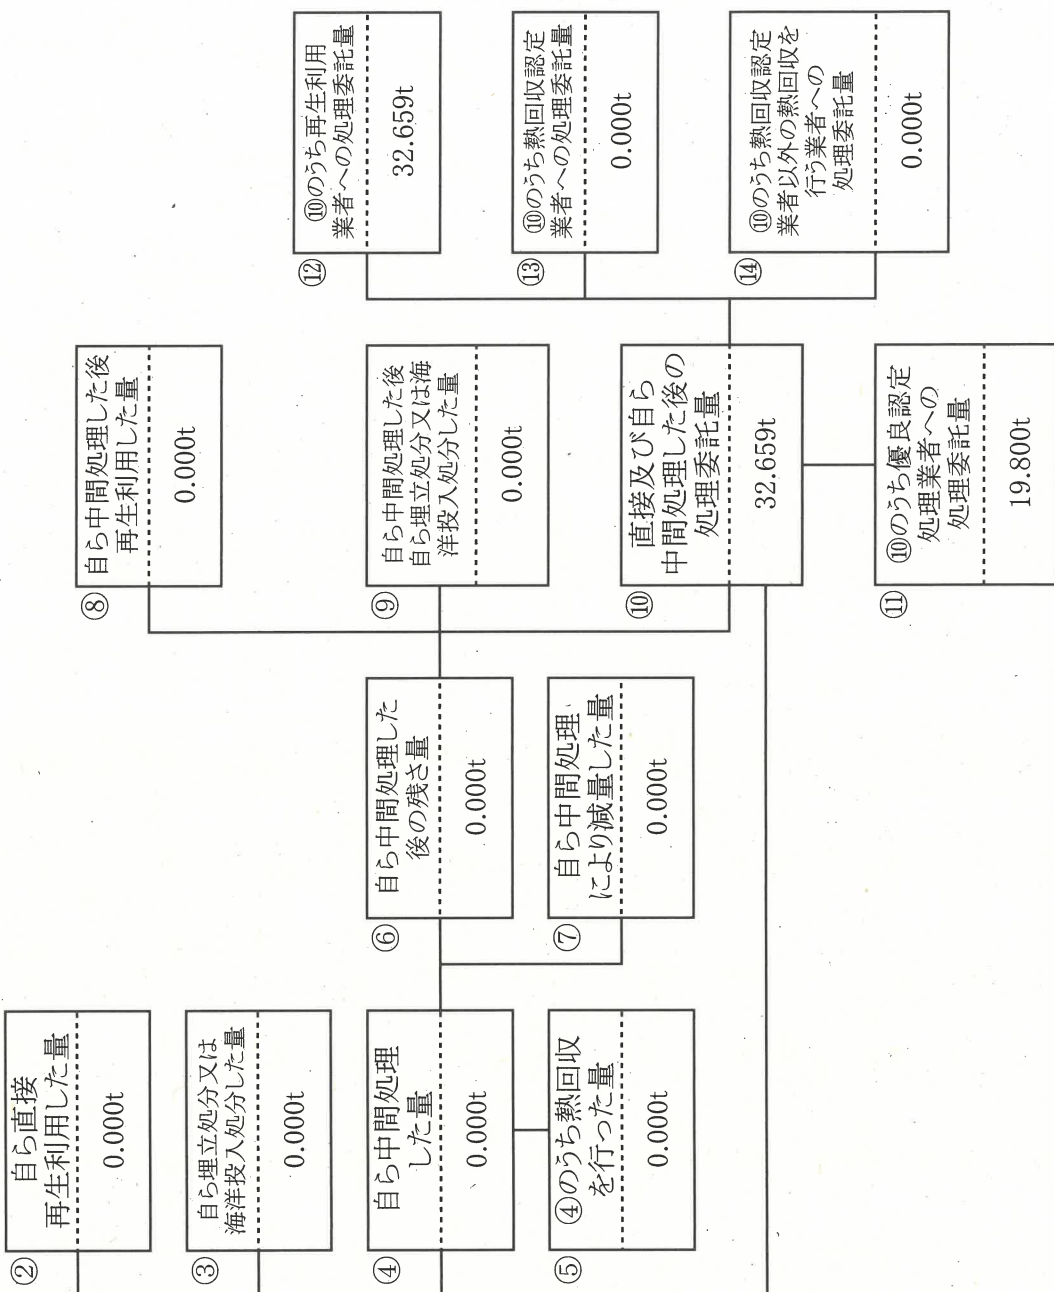 ②
自ら直接
再生利用した量
0.000t
③
自ら埋立処分又は
海洋投入処分した量
0.000t
④
自ら中間処理
した量
0.000t
⑤
④のうち熱回収
を行った量
0.000t
⑥
自ら中間処理した
後の残さ量
0.000t
⑦
自ら中間処理
により減量した量
0.000t
⑧
自ら中間処理した後
再生利用した量
0.000t
⑨
自ら中間処理した後
自ら埋立処分又は海
洋投入処分した量
0.000t
⑩
直接及び自ら
中間処理した後の
処理委託量
32.659t
⑪
⑩のうち優良認定
処理業者への
処理委託量
19.800t
⑫
⑩のうち再生利用
業者への処理委託量
32.659t
⑬
⑩のうち熱回収認定
業者への処理委託量
0.000t
⑭
⑩のうち熱回収認定
業者以外の熱回収を
行う業者への
処理委託量
0.000t